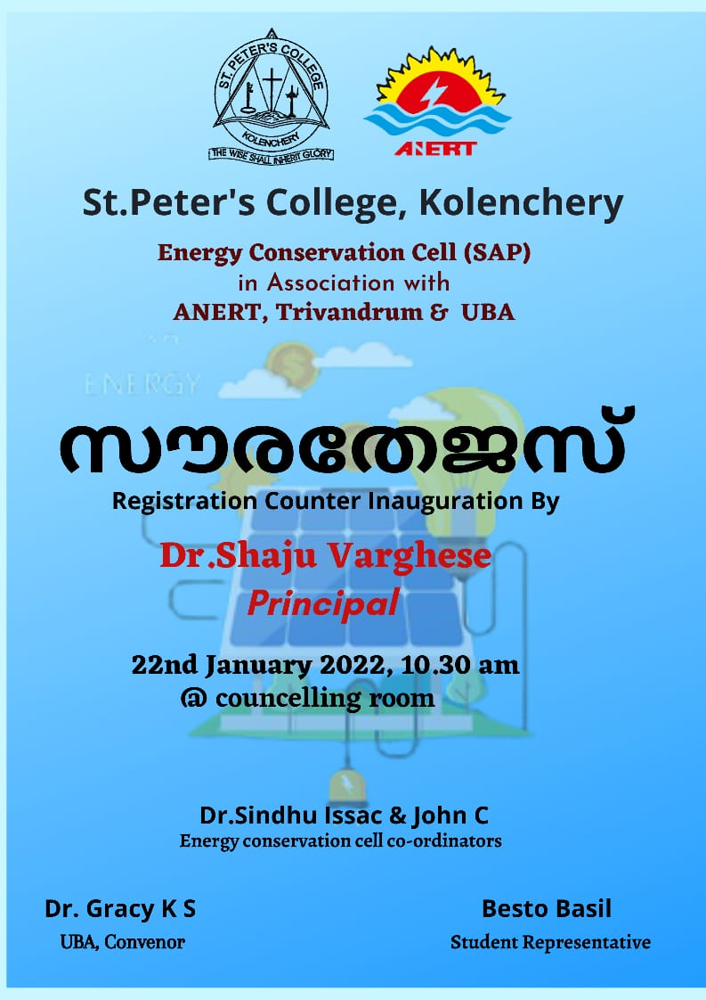 ST. PETER'S COLLEGE
KOLENCHERY
THE WISE SHALL INHERIT GLORY
ANERT
St.Peter's College, Kolenchery
Energy Conservation Cell (SAP)
in Association with
ANERT, Trivandrum & UBA
ENERGY
സൗരതേജസ്
Registration Counter Inauguration By
Dr.Shaju Varghese
Principal
22nd January 2022, 10.30 am
@ councelling room
Dr.Sindhu Issac & John C
Energy conservation cell co-ordinators
Dr. Gracy K S
UBA, Convenor
Besto Basil
Student Representative